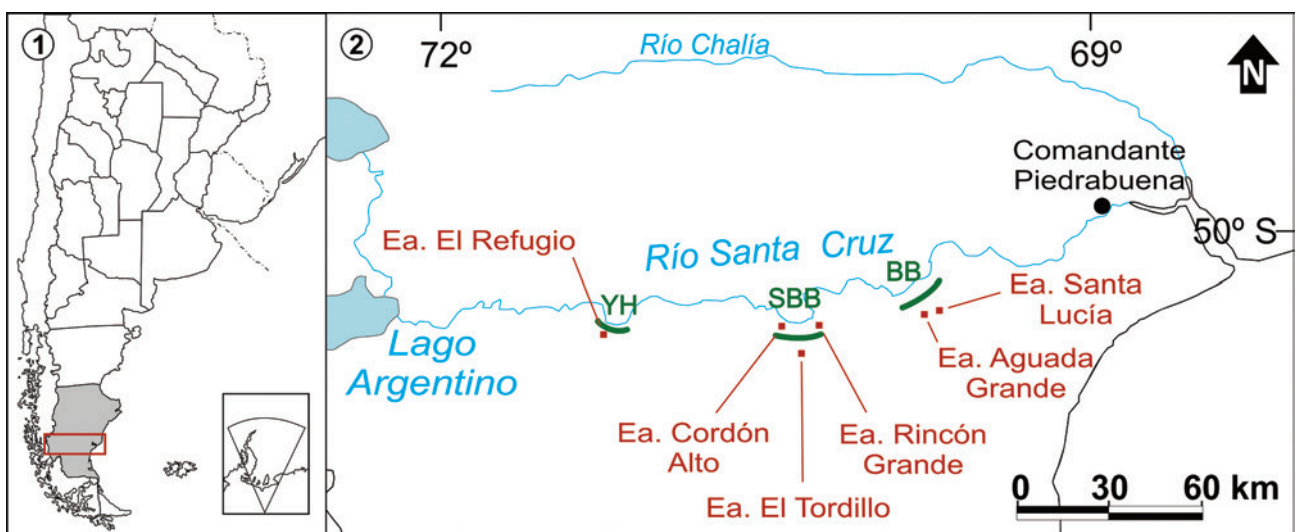 1
2
72º
Río Chalía
69º
N
Comandante
Piedrabuena
50º S
Ea. El Refugio
Río Santa Cruz
BB
YH
SBB
Ea. Santa
Lucía
Lago
Argentino
Ea. Aguada
Grande
Ea. Cordón
Alto
Ea. Rincón
Grande
Ea. El Tordillo
0 30 60 km